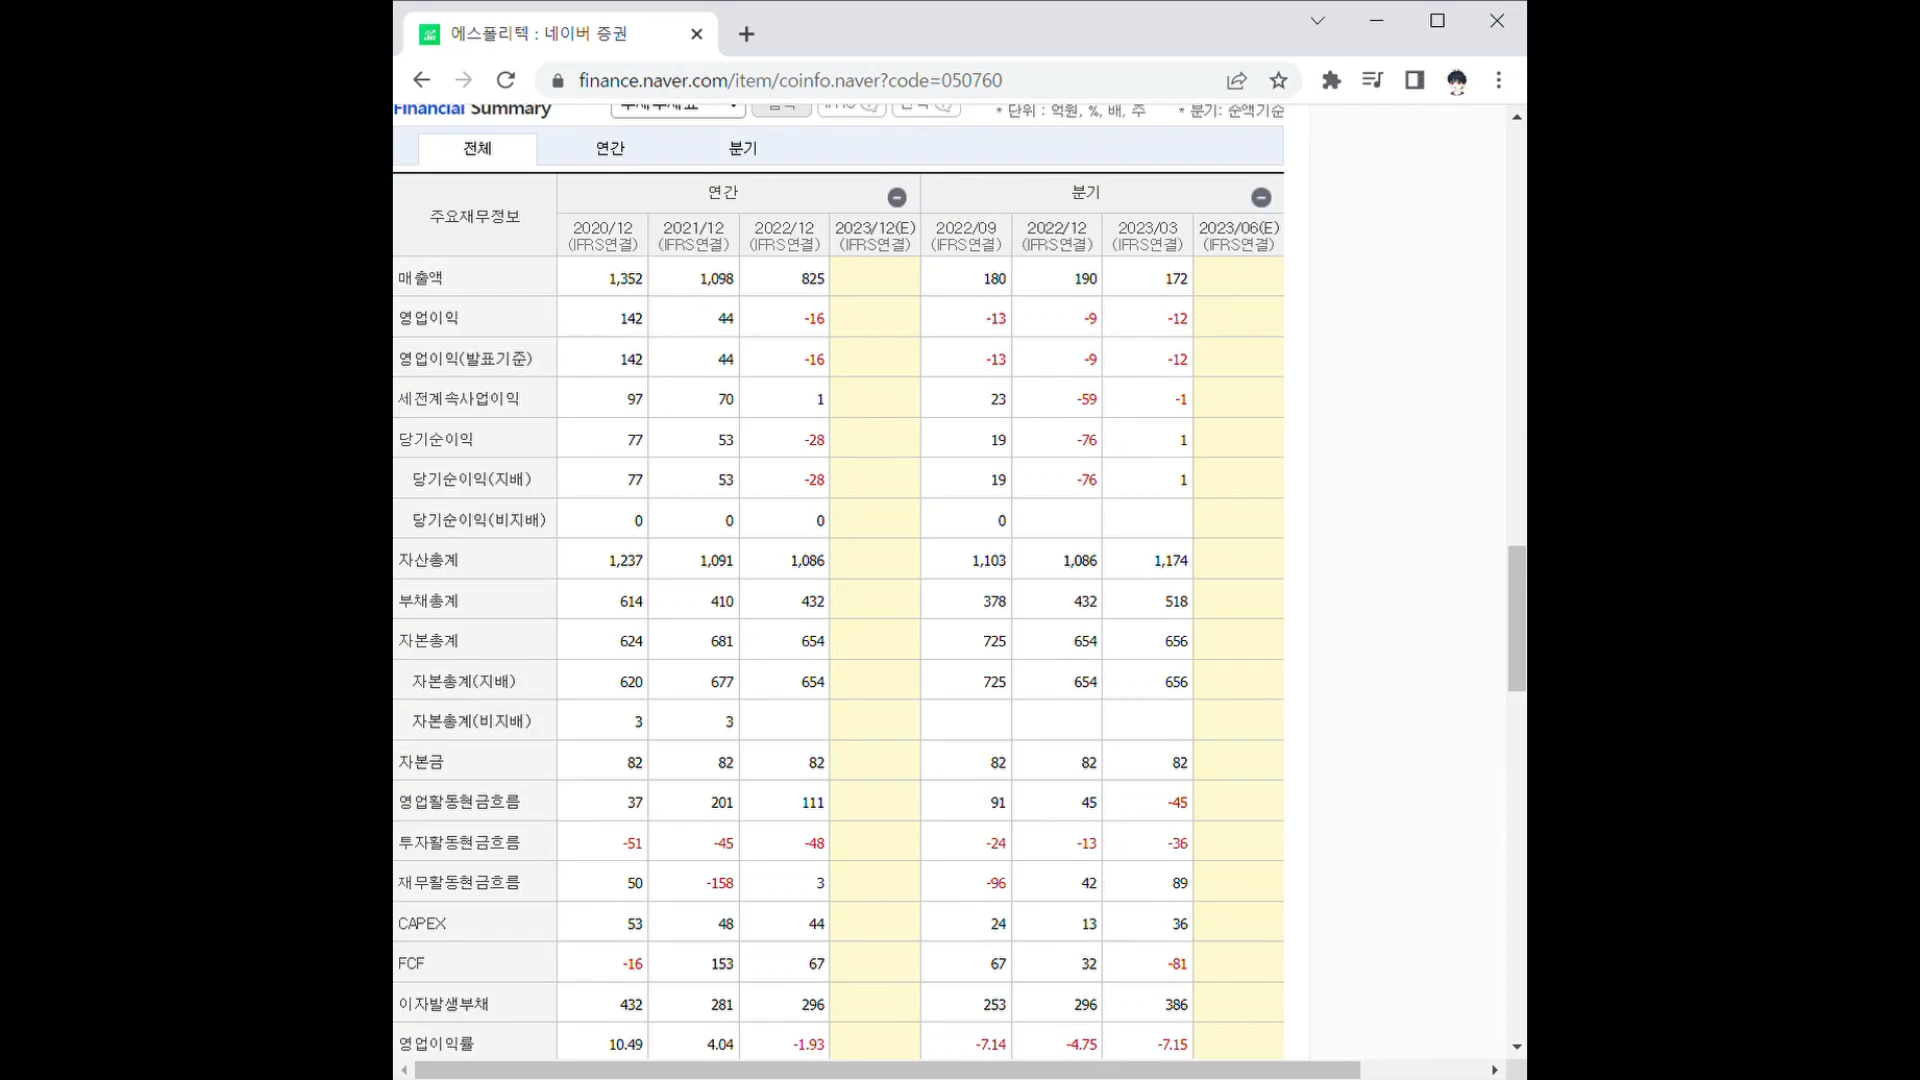 에스폴리텍 : 네이버 증권
finance.naver.com/item/coinfo.naver?code=050760
Financial Summary
* 단위 : 억원, %, 배, 주 * 분기: 순액기준
전체 연간 분기
주요재무정보 연간 분기
2020/12 2021/12 2022/12 2023/12(E) 2022/09 2022/12 2023/03 2023/06(E)
(IFRS연결) (IFRS연결) (IFRS연결) (IFRS연결) (IFRS연결) (IFRS연결) (IFRS연결) (IFRS연결)
매출액 1,352 1,098 825 180 190 172
영업이익 142 44 -16 -13 -9 -12
영업이익(발표기준) 142 44 -16 -13 -9 -12
세전계속사업이익 97 70 1 23 -59 -1
당기순이익 77 53 -28 19 -76 1
당기순이익(지배) 77 53 -28 19 -76 1
당기순이익(비지배) 0 0 0 0
자산총계 1,237 1,091 1,086 1,103 1,086 1,174
부채총계 614 410 432 378 432 518
자본총계 624 681 654 725 654 656
자본총계(지배) 620 677 654 725 654 656
자본총계(비지배) 3 3
자본금 82 82 82 82 82 82
영업활동현금흐름 37 201 111 91 45 -45
투자활동현금흐름 -51 -45 -48 -24 -13 -36
재무활동현금흐름 50 -158 3 -96 42 89
CAPEX 53 48 44 24 13 36
FCF -16 153 67 67 32 -81
이자발생부채 432 281 296 253 296 386
영업이익률 10.49 4.04 -1.93 -7.14 -4.75 -7.15